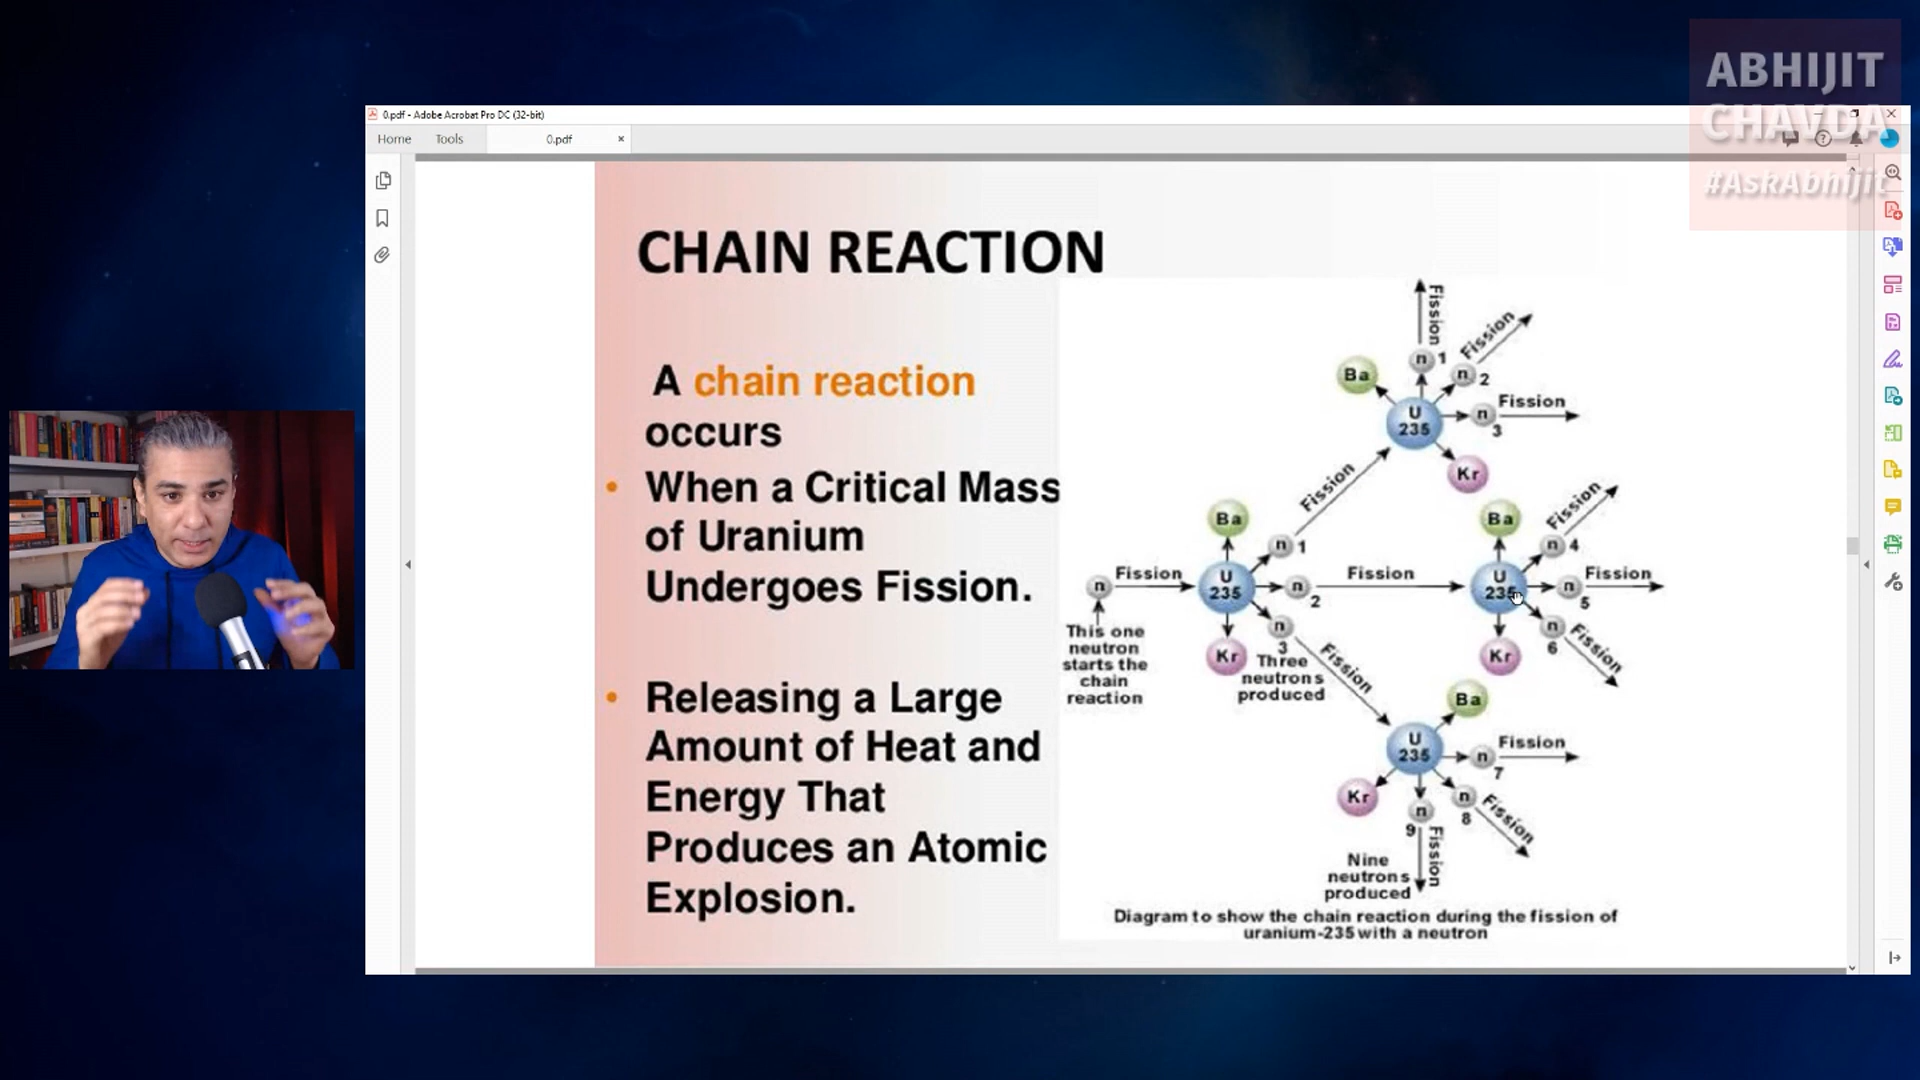 ABHIJIT
CHAVDA
#AskAbhijit
0.pdf - Adobe Acrobat Pro DC (32-bit)
Home Tools 0.pdf
CHAIN REACTION
A chain reaction
occurs
• When a Critical Mass
of Uranium
Undergoes Fission.
• Releasing a Large
Amount of Heat and
Energy That
Produces an Atomic
Explosion.
Fission
Fission
n 1
n 2
Ba
Fission
U
235
n
3
Kr
Fission
Fission
Ba
Ba
n 1
n 4
Fission
Fission
Fission
n
U
235
n
2
U
235
n
5
This one
neutron
starts the
chain
reaction
Kr
n
3
Three
neutrons
produced
Fission
Kr
n
6
Fission
Ba
U
235
Fission
n
7
Kr
n
8
Fission
n
9
Fission
Nine
neutrons
produced
Diagram to show the chain reaction during the fission of
uranium-235 with a neutron